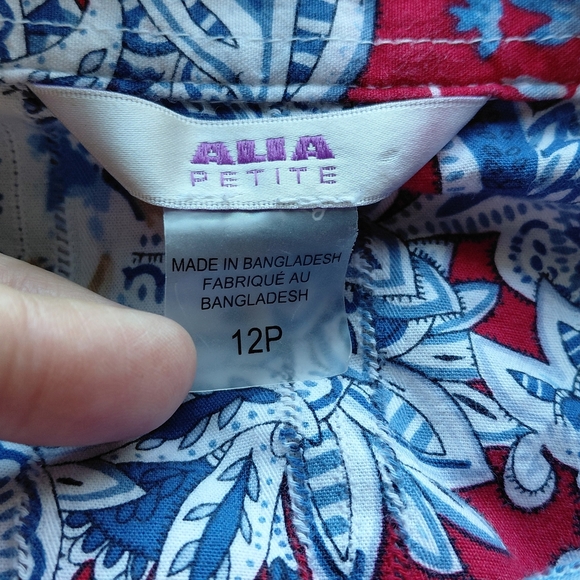 ALIA
PETITE
MADE IN BANGLADESH
FABRIQUÉ AU
BANGLADESH
12P